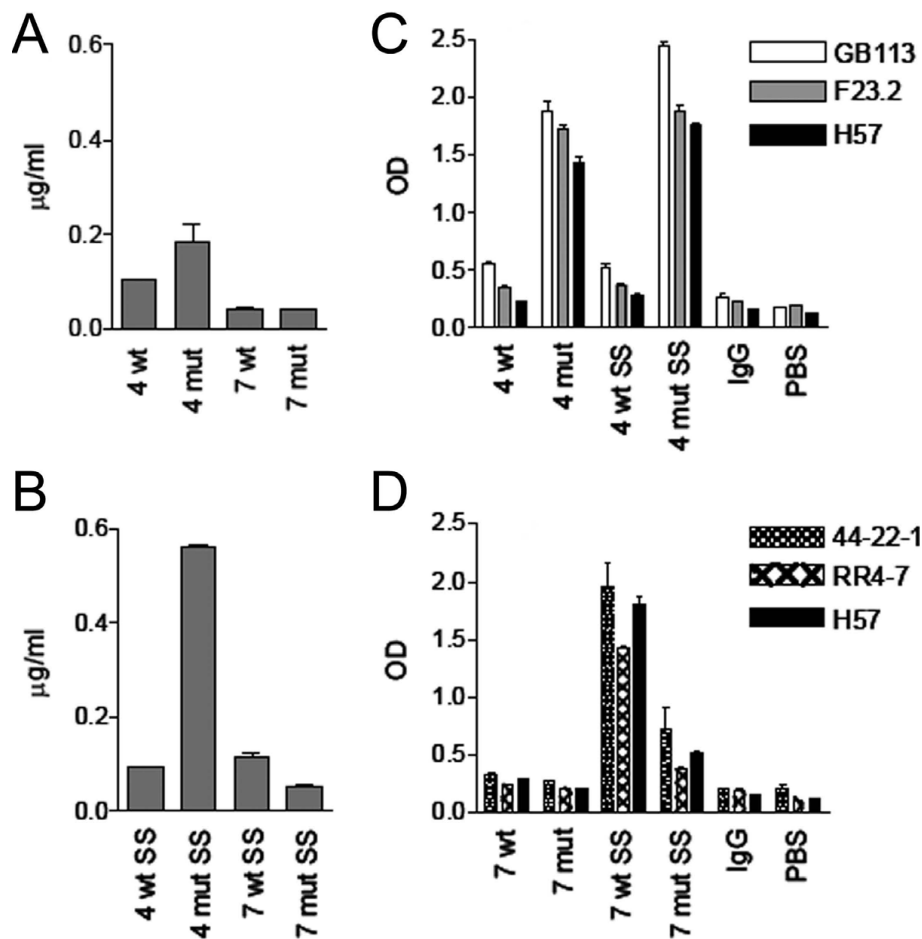 A
0.6
0.4
0.2
0.0
µg/ml
4 wt
4 mut
7 wt
7 mut
C
2.5
2.0
1.5
1.0
0.5
0.0
OD
GB113
F23.2
H57
4 wt
4 mut
4 wt SS
4 mut SS
IgG
PBS
B
0.6
0.4
0.2
0.0
µg/ml
4 wt SS
4 mut SS
7 wt SS
7 mut SS
D
2.5
2.0
1.5
1.0
0.5
0.0
OD
44-22-1
RR4-7
H57
7 wt
7 mut
7 wt SS
7 mut SS
IgG
PBS